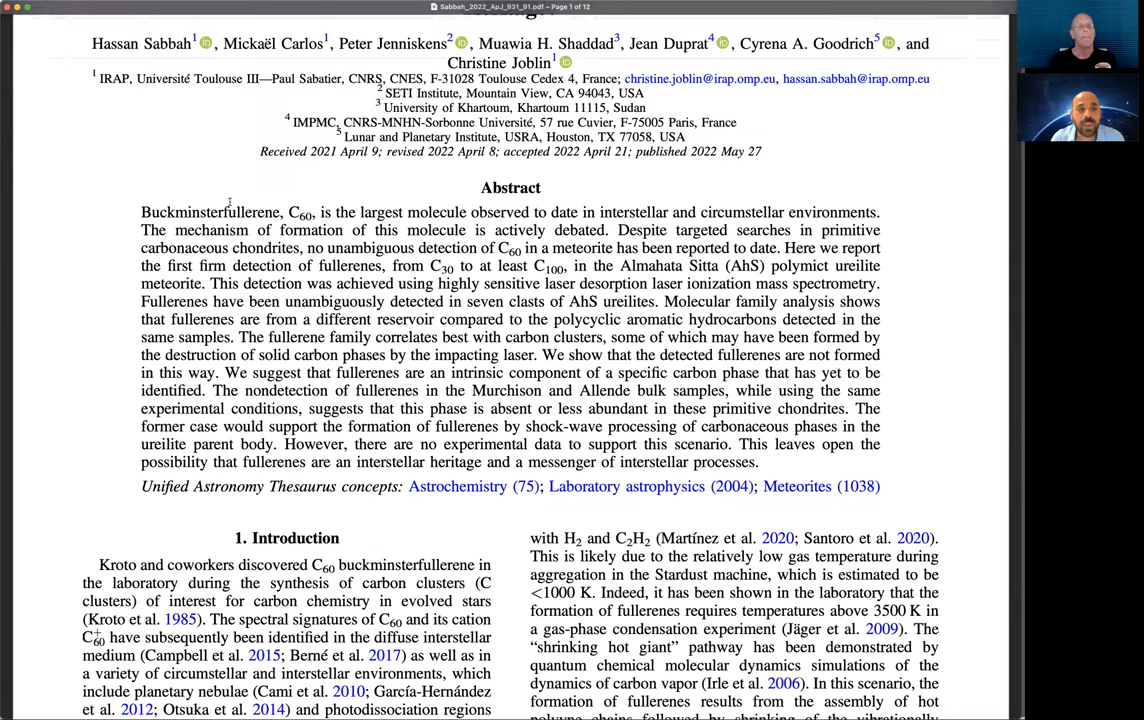 Sabbah_2022_ApJ_931_91.pdf – Page 1 of 12
Hassan Sabbah1, Mickaël Carlos1, Peter Jenniskens2, Muawia H. Shaddad3, Jean Duprat4, Cyrena A. Goodrich5, and
Christine Joblin1
1 IRAP, Université Toulouse III—Paul Sabatier, CNRS, CNES, F-31028 Toulouse Cedex 4, France; christine.joblin@irap.omp.eu, hassan.sabbah@irap.omp.eu
2 SETI Institute, Mountain View, CA 94043, USA
3 University of Khartoum, Khartoum 11115, Sudan
4 IMPMC, CNRS-MNHN-Sorbonne Université, 57 rue Cuvier, F-75005 Paris, France
5 Lunar and Planetary Institute, USRA, Houston, TX 77058, USA
Received 2021 April 9; revised 2022 April 8; accepted 2022 April 21; published 2022 May 27
Abstract
Buckminsterfullerene, C60, is the largest molecule observed to date in interstellar and circumstellar environments.
The mechanism of formation of this molecule is actively debated. Despite targeted searches in primitive
carbonaceous chondrites, no unambiguous detection of C60 in a meteorite has been reported to date. Here we report
the first firm detection of fullerenes, from C30 to at least C100, in the Almahata Sitta (AhS) polymict ureilite
meteorite. This detection was achieved using highly sensitive laser desorption laser ionization mass spectrometry.
Fullerenes have been unambiguously detected in seven clasts of AhS ureilites. Molecular family analysis shows
that fullerenes are from a different reservoir compared to the polycyclic aromatic hydrocarbons detected in the
same samples. The fullerene family correlates best with carbon clusters, some of which may have been formed by
the destruction of solid carbon phases by the impacting laser. We show that the detected fullerenes are not formed
in this way. We suggest that fullerenes are an intrinsic component of a specific carbon phase that has yet to be
identified. The nondetection of fullerenes in the Murchison and Allende bulk samples, while using the same
experimental conditions, suggests that this phase is absent or less abundant in these primitive chondrites. The
former case would support the formation of fullerenes by shock-wave processing of carbonaceous phases in the
ureilite parent body. However, there are no experimental data to support this scenario. This leaves open the
possibility that fullerenes are an interstellar heritage and a messenger of interstellar processes.
Unified Astronomy Thesaurus concepts: Astrochemistry (75); Laboratory astrophysics (2004); Meteorites (1038)
1. Introduction
Kroto and coworkers discovered C60 buckminsterfullerene in
the laboratory during the synthesis of carbon clusters (C
clusters) of interest for carbon chemistry in evolved stars
(Kroto et al. 1985). The spectral signatures of C60 and its cation
C60+ have subsequently been identified in the diffuse interstellar
medium (Campbell et al. 2015; Berné et al. 2017) as well as in
a variety of circumstellar and interstellar environments, which
include planetary nebulae (Cami et al. 2010; García-Hernández
et al. 2012; Otsuka et al. 2014) and photodissociation regions
with H2 and C2H2 (Martínez et al. 2020; Santoro et al. 2020).
This is likely due to the relatively low gas temperature during
aggregation in the Stardust machine, which is estimated to be
<1000 K. Indeed, it has been shown in the laboratory that the
formation of fullerenes requires temperatures above 3500 K in
a gas-phase condensation experiment (Jäger et al. 2009). The
“shrinking hot giant” pathway has been demonstrated by
quantum chemical molecular dynamics simulations of the
dynamics of carbon vapor (Irle et al. 2006). In this scenario, the
formation of fullerenes results from the assembly of hot
polyyne chains followed by shrinking of the vibrationally